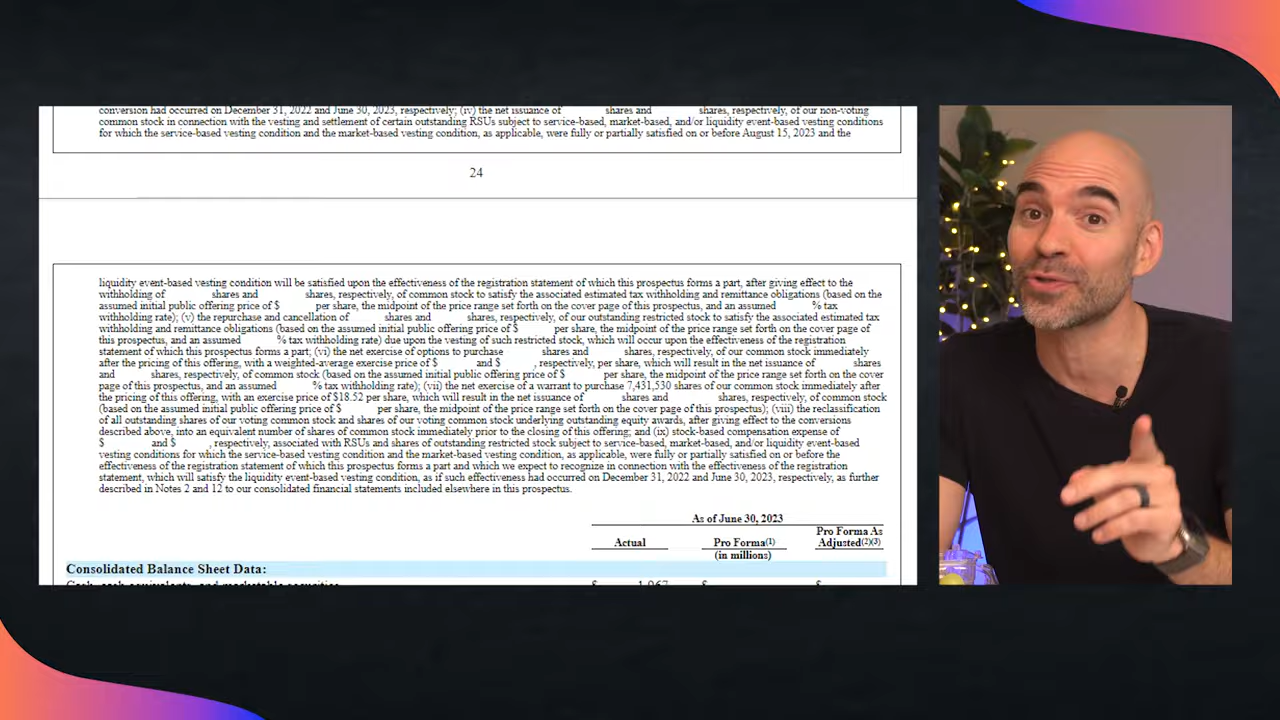 conversion had occurred on December 31, 2022 and June 30, 2023, respectively; (iv) the net issuance of shares and shares, respectively, of our non-voting
common stock in connection with the vesting and settlement of certain outstanding RSUs subject to service-based, market-based, and/or liquidity event-based vesting conditions
for which the service-based vesting condition and the market-based vesting condition, as applicable, were fully or partially satisfied on or before August 15, 2023 and the
24
liquidity event-based vesting condition will be satisfied upon the effectiveness of the registration statement of which this prospectus forms a part, after giving effect to the
withholding of shares and shares, respectively, of common stock to satisfy the associated estimated tax withholding and remittance obligations (based on the
assumed initial public offering price of $ per share, the midpoint of the price range set forth on the cover page of this prospectus, and an assumed % tax
withholding rate); (v) the repurchase and cancellation of shares and shares, respectively, of our outstanding restricted stock to satisfy the associated estimated tax
withholding and remittance obligations (based on the assumed initial public offering price of $ per share, the midpoint of the price range set forth on the cover page of
this prospectus, and an assumed % tax withholding rate) due upon the vesting of such restricted stock, which will occur upon the effectiveness of the registration
statement of which this prospectus forms a part; (vi) the net exercise of options to purchase shares and shares, respectively, of our common stock immediately
after the pricing of this offering, with a weighted-average exercise price of $ and $ , respectively, per share, which will result in the net issuance of shares
and shares, respectively, of common stock (based on the assumed initial public offering price of $ per share, the midpoint of the price range set forth on the cover
page of this prospectus, and an assumed % tax withholding rate); (vii) the net exercise of a warrant to purchase 7,431,530 shares of our common stock immediately after
the pricing of this offering, with an exercise price of $18.52 per share, which will result in the net issuance of shares and shares, respectively, of common stock
(based on the assumed initial public offering price of $ per share, the midpoint of the price range set forth on the cover page of this prospectus); (viii) the reclassification
of all outstanding shares of our voting common stock and shares of our voting common stock underlying outstanding equity awards, after giving effect to the conversions
described above, into an equivalent number of shares of common stock immediately prior to the closing of this offering; and (ix) stock-based compensation expense of
$ and $ , respectively, associated with RSUs and shares of outstanding restricted stock subject to service-based, market-based, and/or liquidity event-based
vesting conditions for which the service-based vesting condition and the market-based vesting condition, as applicable, were fully or partially satisfied on or before the
effectiveness of the registration statement of which this prospectus forms a part and which we expect to recognize in connection with the effectiveness of the registration
statement, which will satisfy the liquidity event-based vesting condition, as if such effectiveness had occurred on December 31, 2022 and June 30, 2023, respectively, as further
described in Notes 2 and 12 to our consolidated financial statements included elsewhere in this prospectus.
As of June 30, 2023
Actual Pro Forma(1) Pro Forma As Adjusted(2)(3)
(in millions)
Consolidated Balance Sheet Data:
Cash, cash equivalents, and marketable securities $ $ $